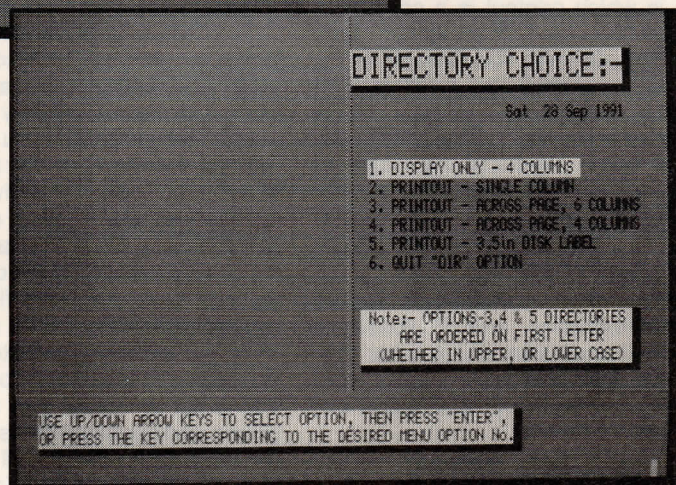 DIRECTORY CHOICE:-
Sat 28 Sep 1991
1. DISPLAY ONLY - 4 COLUMNS
2. PRINTOUT - SINGLE COLUMN
3. PRINTOUT - ACROSS PAGE, 6 COLUMNS
4. PRINTOUT - ACROSS PAGE, 4 COLUMNS
5. PRINTOUT - 3.5in DISK LABEL
6. QUIT "DIR" OPTION
Note:- OPTIONS-3,4 & 5 DIRECTORIES
ARE ORDERED ON FIRST LETTER
(WHETHER IN UPPER, OR LOWER CASE)
USE UP/DOWN ARROW KEYS TO SELECT OPTION, THEN PRESS "ENTER",
OR PRESS THE KEY CORRESPONDING TO THE DESIRED MENU OPTION No.